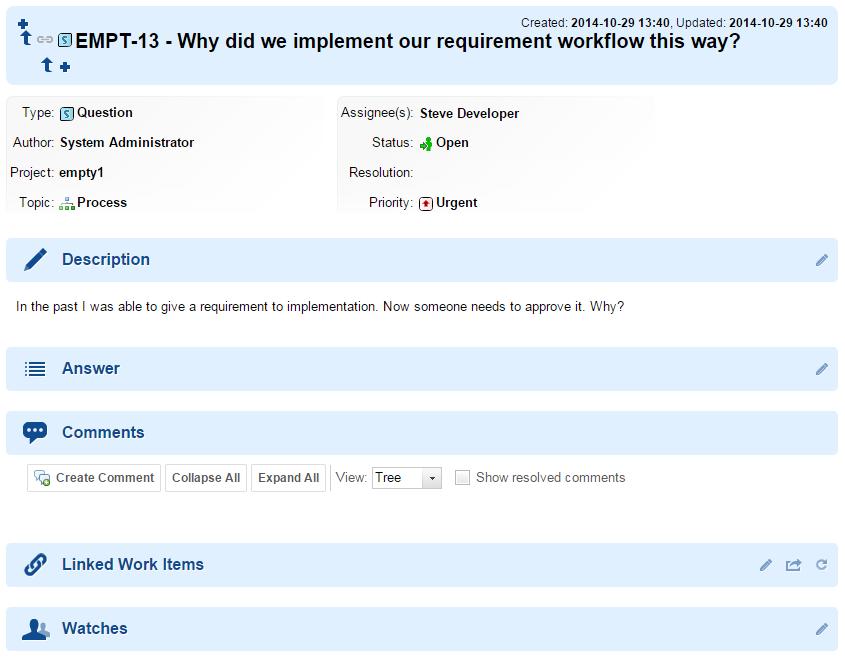 Created: 2014-10-29 13:40, Updated: 2014-10-29 13:40
EMPT-13 - Why did we implement our requirement workflow this way?
Type: Question
Assignee(s): Steve Developer
Author: System Administrator
Status: Open
Project: empty1
Resolution:
Topic: Process
Priority: Urgent
Description
In the past I was able to give a requirement to implementation. Now someone needs to approve it. Why?
Answer
Comments
Create Comment Collapse All Expand All View: Tree Show resolved comments
Linked Work Items
Watches